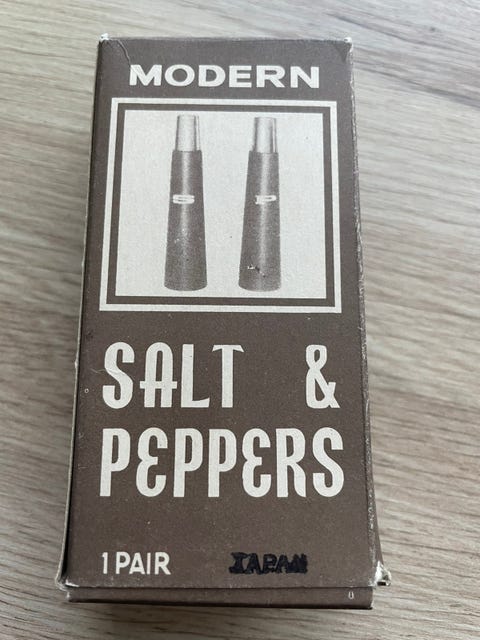 MODERN
S P
SALT &
PEPPERS
1 PAIR JAPAN